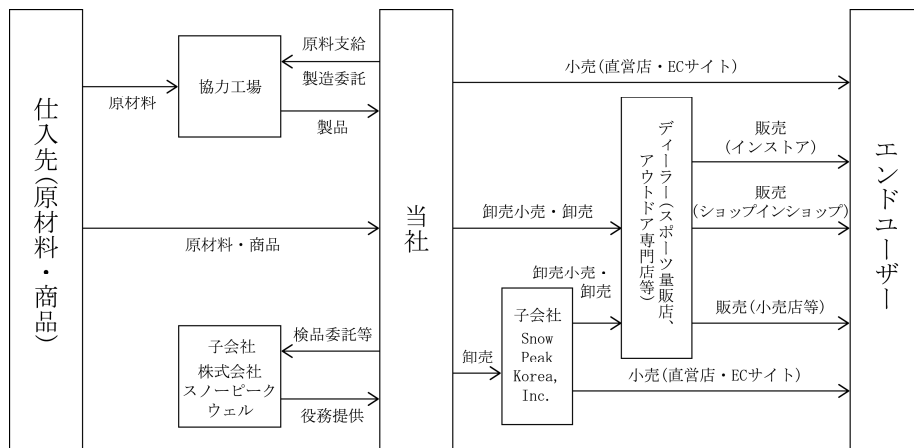 仕入先(原材料・商品)
原材料
協力工場
原料支給
製造委託
製品
原材料・商品
子会社
株式会社
スノーピーク
ウェル
検品委託等
役務提供
当社
小売(直営店・ECサイト)
卸売小売・卸売
卸売
子会社
Snow
Peak
Korea,
Inc.
卸売小売・
卸売
小売(直営店・ECサイト)
ディーラー(スポーツ量販店、
アウトドア専門店等)
販売
(インストア)
販売
(ショップインショップ)
販売(小売店等)
エンドユーザー